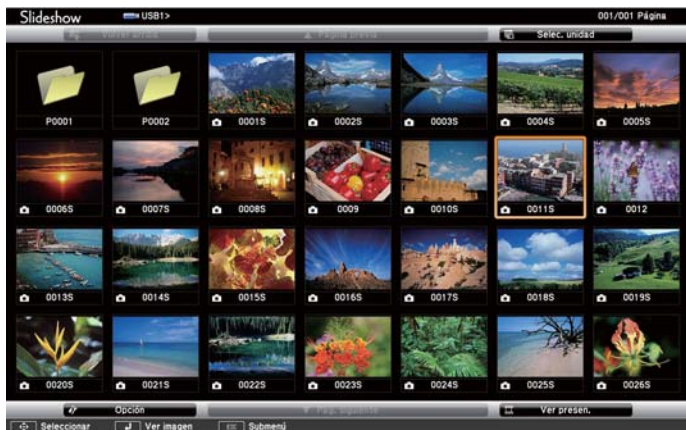 Slideshow USB1> 001/001 Página
Volver arriba Página previa Selec. unidad
P0001 P0002 0001S 0002S 0003S 0004S 0005S
0006S 0007S 0008S 0009 0010S 0011S 0012
0013S 0014S 0015S 0016S 0017S 0018S 0019S
0020S 0021S 0022S 0023S 0024S 0025S 0026S
Opción Pág. siguiente Ver presen.
Seleccionar Ver imagen ESC Submenú